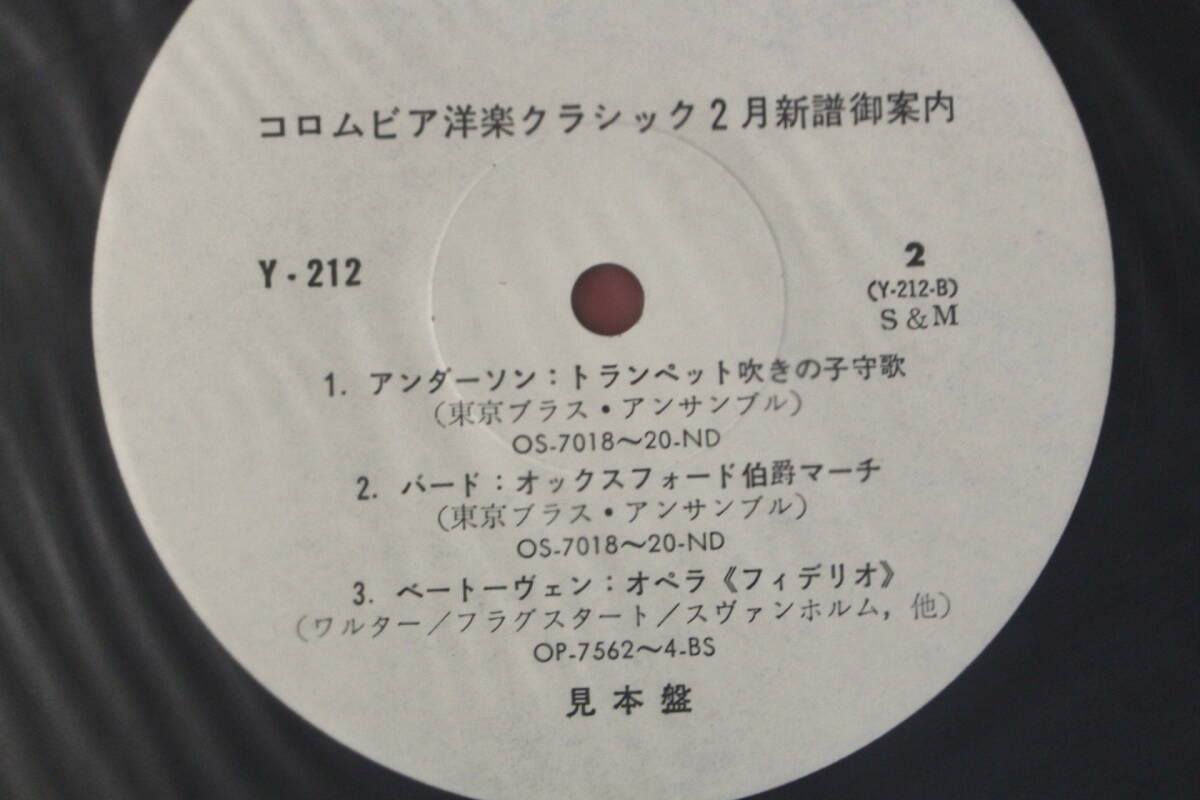 コロムビア洋楽クラシック2月新譜御案内
Y-212
2
(Y-212-B)
S & M
1. アンダーソン：トランペット吹きの子守歌
（東京ブラス・アンサンブル）
OS-7018〜20-ND
2. バード：オックスフォード伯爵マーチ
（東京ブラス・アンサンブル）
OS-7018〜20-ND
3. ベートーヴェン：オペラ《フィデリオ》
（ワルター／フラグスタート／スヴァンホルム，他）
OP-7562〜4-BS
見本盤